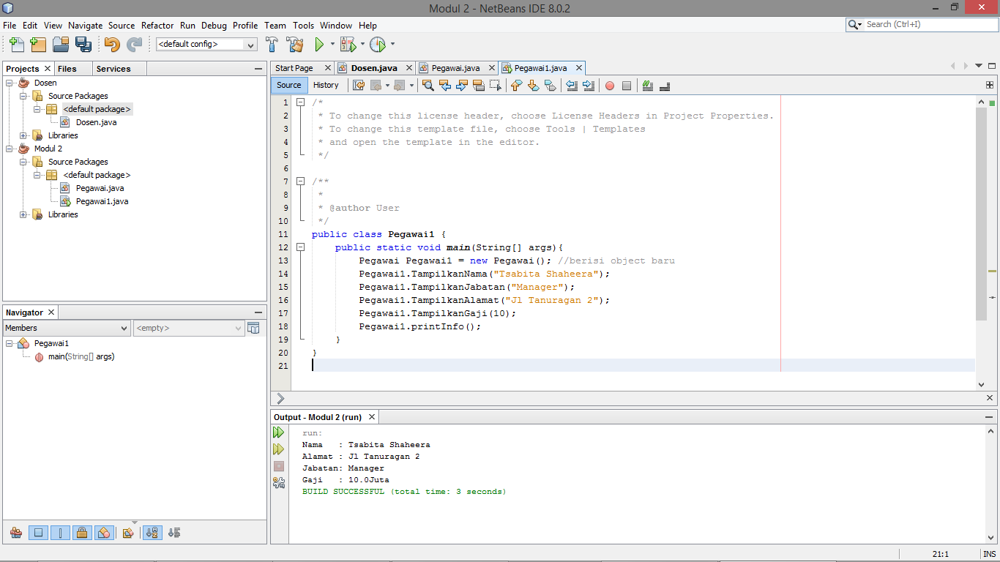 Modul 2 - NetBeans IDE 8.0.2
File Edit View Navigate Source Refactor Run Debug Profile Team Tools Window Help
Search (Ctrl+I)
<default config>
Projects Files Services
Dosen
Source Packages
<default package>
Dosen.java
Libraries
Modul 2
Source Packages
<default package>
Pegawai.java
Pegawai1.java
Libraries
Navigator
Members <empty>
Pegawai1
main(String[] args)
Start Page Dosen.java Pegawai.java Pegawai1.java
Source History
1 /*
2 * To change this license header, choose License Headers in Project Properties.
3 * To change this template file, choose Tools | Templates
4 * and open the template in the editor.
5 */
6
7 /**
8 *
9 * @author User
10 */
11 public class Pegawai1 {
12 public static void main(String[] args){
13 Pegawai Pegawai1 = new Pegawai(); //berisi object baru
14 Pegawai1.TampilkanNama("Tsabita Shaheera");
15 Pegawai1.TampilkanJabatan("Manager");
16 Pegawai1.TampilkanAlamat("Jl Tanuragan 2");
17 Pegawai1.TampilkanGaji(10);
18 Pegawai1.printInfo();
19 }
20 }
21
Output - Modul 2 (run)
run:
Nama : Tsabita Shaheera
Alamat : Jl Tanuragan 2
Jabatan: Manager
Gaji : 10.0Juta
BUILD SUCCESSFUL (total time: 3 seconds)
21:1 INS